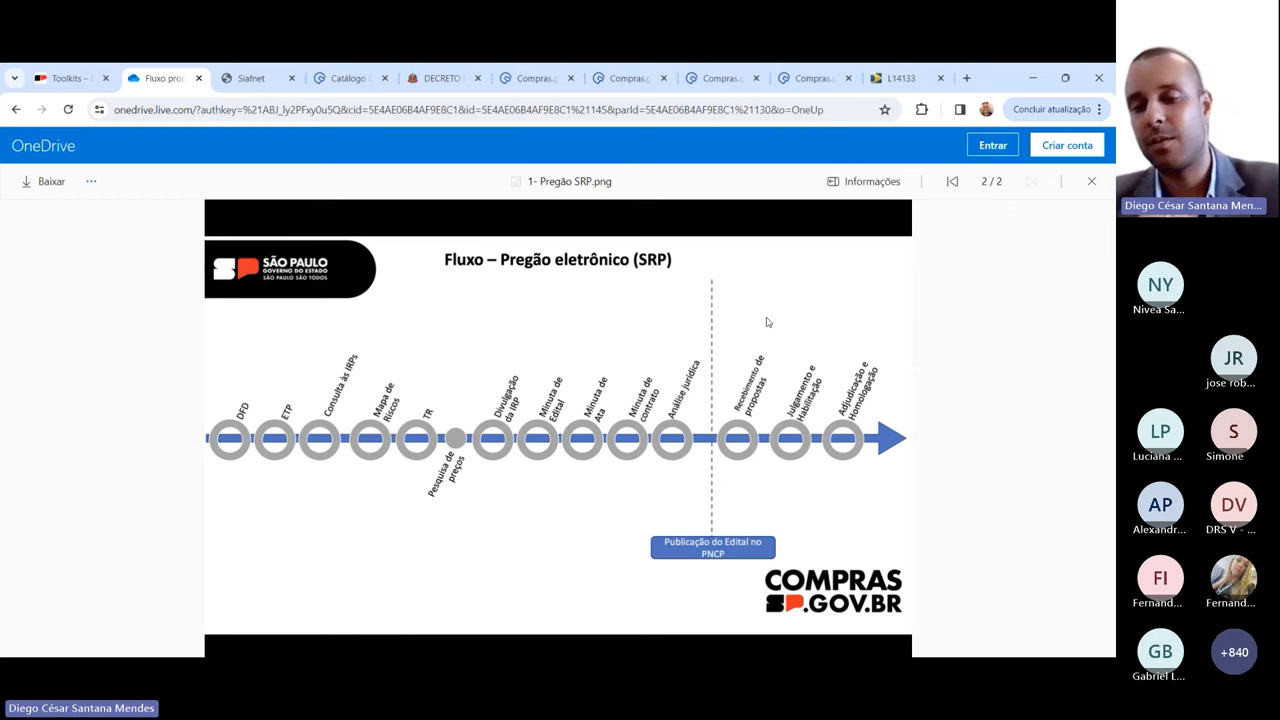 Toolkits –
Fluxo pro
Siafnet
Catálogo C
DECRETO
Compras.g
Compras.g
Compras.g
Compras.g
L14133
onedrive.live.com/?authkey=%21ABJ_ly2PFxy0u5Q&cid=5E4AE06B4AF9E8C1&id=5E4AE06B4AF9E8C1%21145&parId=5E4AE06B4AF9E8C1%21130&o=OneUp
Concluir atualização
OneDrive
Entrar
Criar conta
Baixar
1- Pregão SRP.png
Informações
2 / 2
SÃO PAULO
GOVERNO DO ESTADO
SÃO PAULO SÃO TODOS
Fluxo – Pregão eletrônico (SRP)
DFD
ETP
Consulta às IRPs
Mapa de
Riscos
TR
Pesquisa de
preços
Divulgação
da IRP
Minuta de
Edital
Minuta de
Ata
Minuta de
contrato
Análise jurídica
Recebimento de
propostas
Julgamento e
Habilitação
Adjudicação e
Homologação
Publicação do Edital no
PNCP
COMPRAS
SP.GOV.BR
Diego César Santana Men...
NY
Nivea Sa...
JR
jose rob...
LP
Luciana ...
S
Simone
AP
Alexandr...
DV
DRS V - ...
FI
Fernand...
Fernand...
GB
Gabriel L...
+840
Diego César Santana Mendes